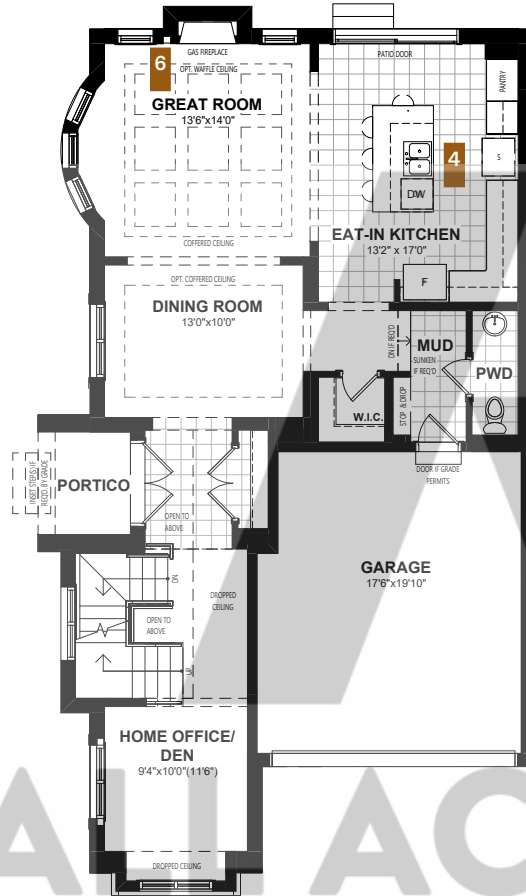 GAS FIREPLACE
PATIO DOOR
6
OPT. WAFFLE CEILING
GREAT ROOM
13'6"x14'0"
PANTRY
4
S
DW
EAT-IN KITCHEN
13'2" x 17'0"
COFFERED CEILING
OPT. COFFERED CEILING
F
DINING ROOM
13'0"x10'0"
DN IF REQ'D
MUD
SUNKEN
IF REQ'D
PWD
STOP & DROP
W.I.C.
DOOR IF GRADE
PERMITS
INSET STEP(S) IF
REQ'D BY GRADE
PORTICO
OPEN TO
ABOVE
GARAGE
17'6"x19'10"
DN
DROPPED
CEILING
OPEN TO
ABOVE
UP
HOME OFFICE/
DEN
9'4"x10'0"(11'6")
DROPPED CEILING
ALLAC